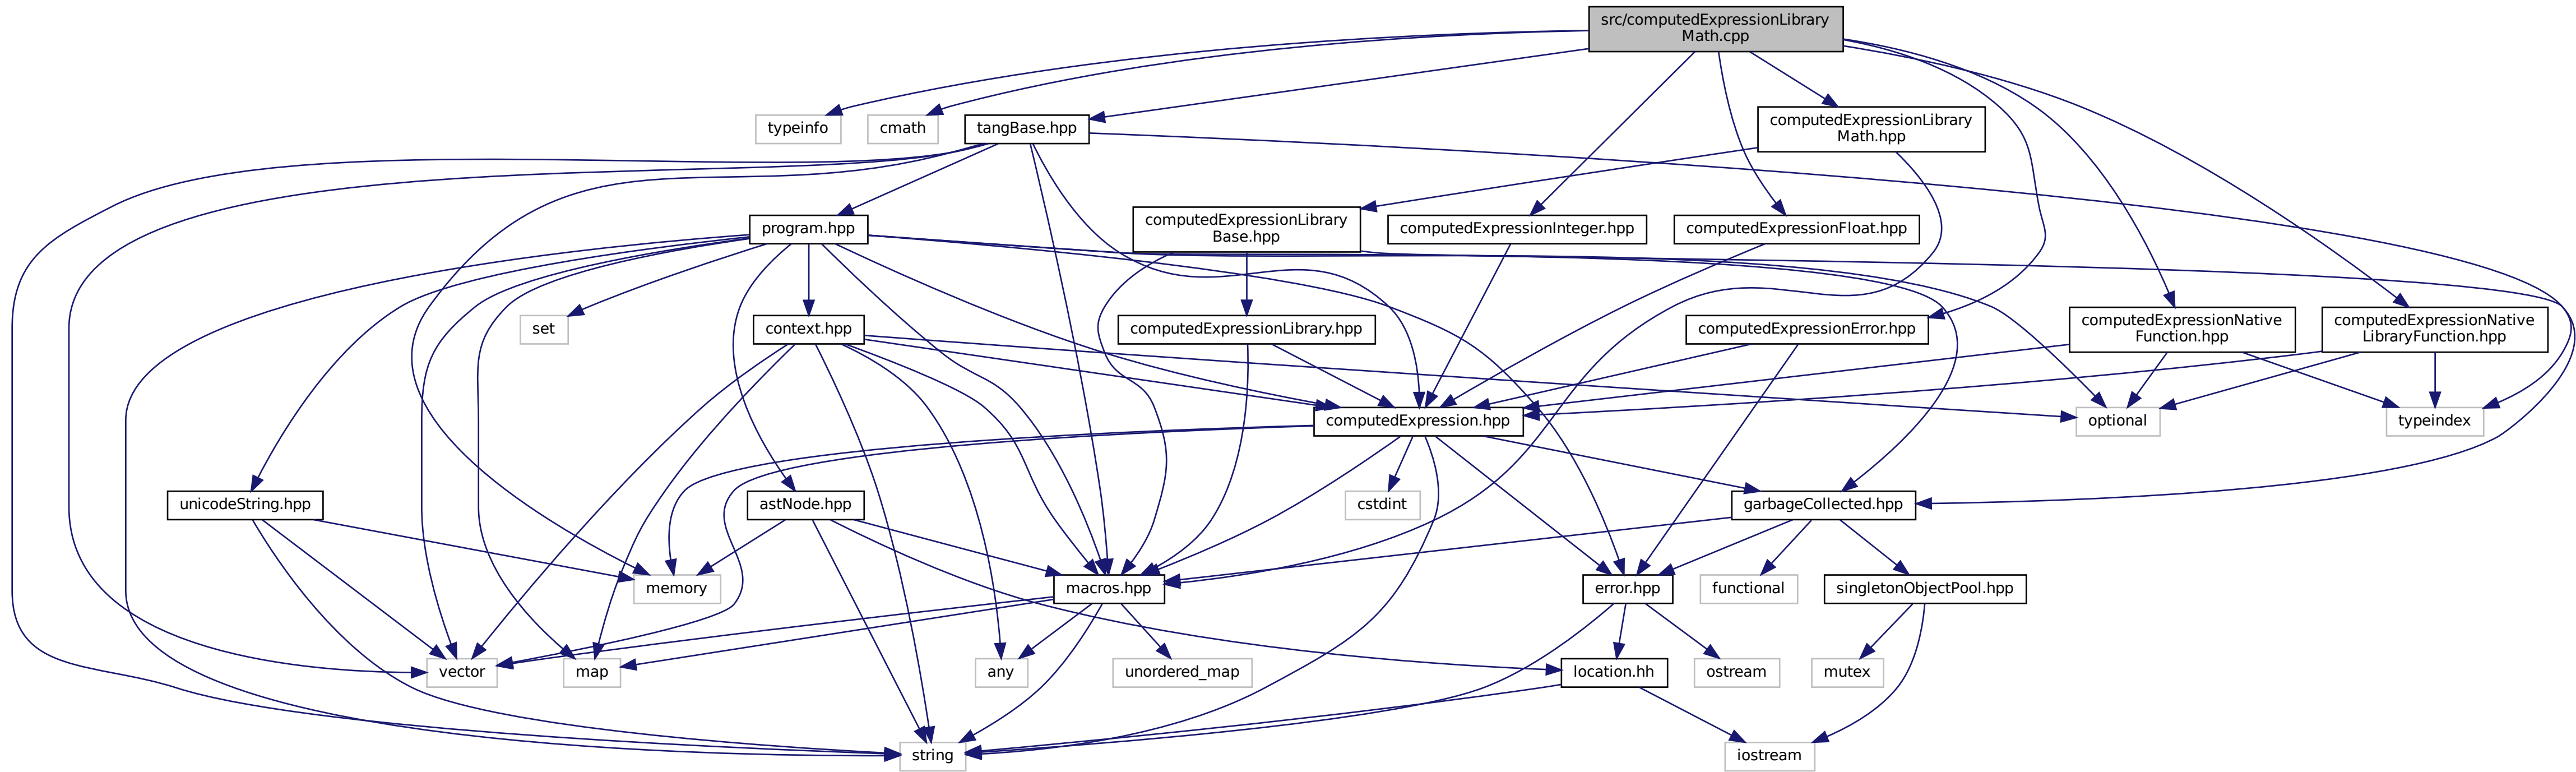 src/computedExpressionLibrary
Math.cpp
typeinfo
cmath
tangBase.hpp
computedExpressionLibrary
Math.hpp
program.hpp
computedExpressionLibrary
Base.hpp
computedExpressionInteger.hpp
computedExpressionFloat.hpp
set
context.hpp
computedExpressionLibrary.hpp
computedExpressionError.hpp
computedExpressionNative
Function.hpp
computedExpressionNative
LibraryFunction.hpp
computedExpression.hpp
optional
typeindex
unicodeString.hpp
astNode.hpp
cstdint
garbageCollected.hpp
memory
macros.hpp
error.hpp
functional
singletonObjectPool.hpp
vector
map
any
unordered_map
location.hh
ostream
mutex
string
iostream